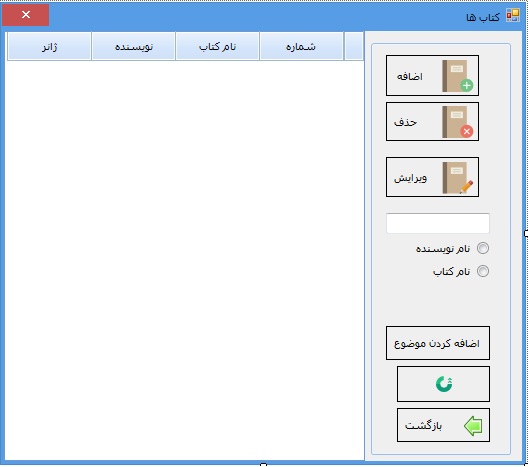 کتاب ها
شماره
نام کتاب
نویسنده
ژانر
اضافه
حذف
ویرایش
نام نویسنده
نام کتاب
اضافه کردن موضوع
بازگشت